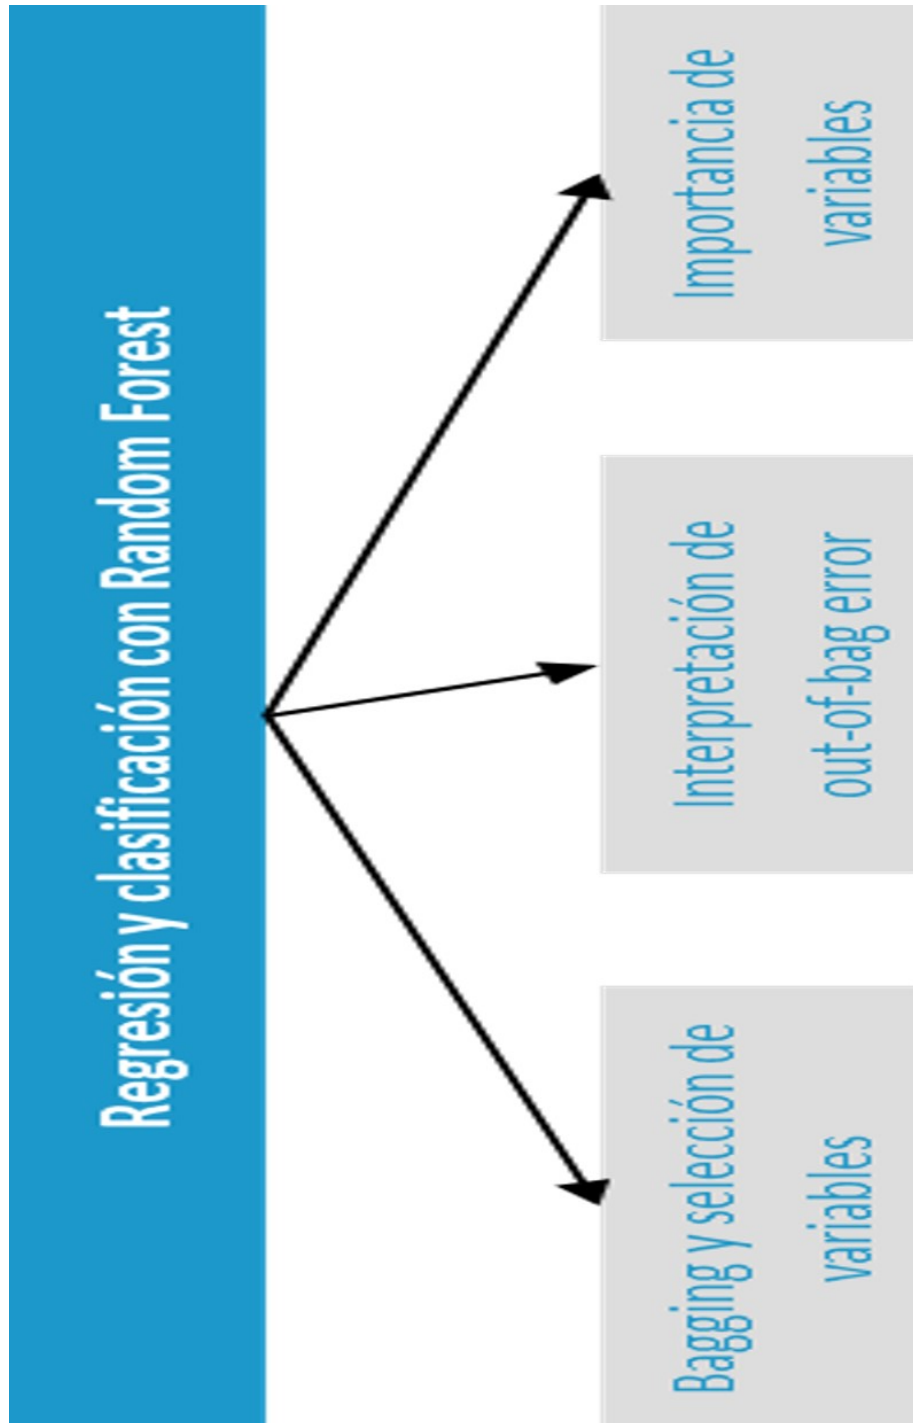 Regresión y clasificación con Random Forest
Bagging y selección de
variables
Interpretación de
out-of-bag error
Importancia de
variables